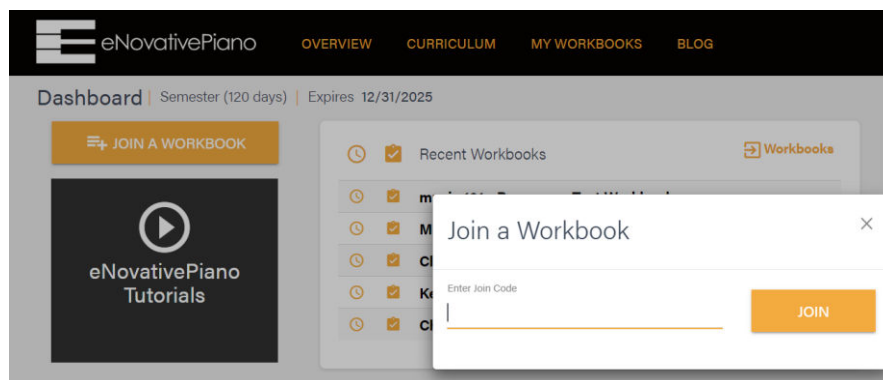 eNovativePiano OVERVIEW CURRICULUM MY WORKBOOKS BLOG
Dashboard | Semester (120 days) | Expires 12/31/2025
JOIN A WORKBOOK
Recent Workbooks
Workbooks
eNovativePiano
Tutorials
Join a Workbook
Enter Join Code
JOIN